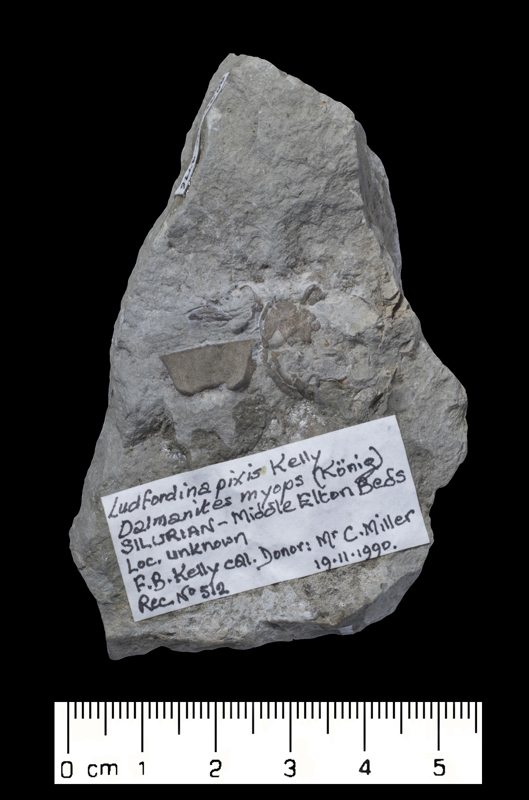 Ludfordina pixis Kelly
Dalmanites myops (König)
SILURIAN - Middle Elton Beds
Loc. unknown
F.B. Kelly col. Donor: Mr C. Miller
Rec. No 512 19.11.1990.
0 cm 1 2 3 4 5